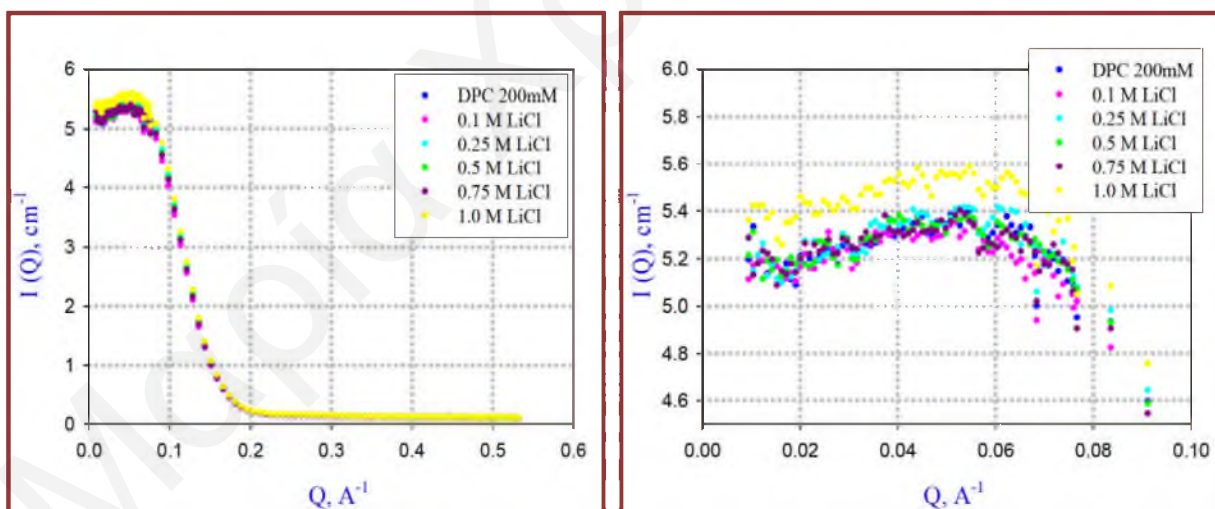 6
5
4
3
2
1
0
I (Q), cm-1
DPC 200mM
0.1 M LiCl
0.25 M LiCl
0.5 M LiCl
0.75 M LiCl
1.0 M LiCl
0.0 0.1 0.2 0.3 0.4 0.5 0.6
Q, A-1
6.0
5.8
5.6
5.4
5.2
5.0
4.8
4.6
I (Q), cm-1
DPC 200mM
0.1 M LiCl
0.25 M LiCl
0.5 M LiCl
0.75 M LiCl
1.0 M LiCl
0.00 0.02 0.04 0.06 0.08 0.10
Q, A-1